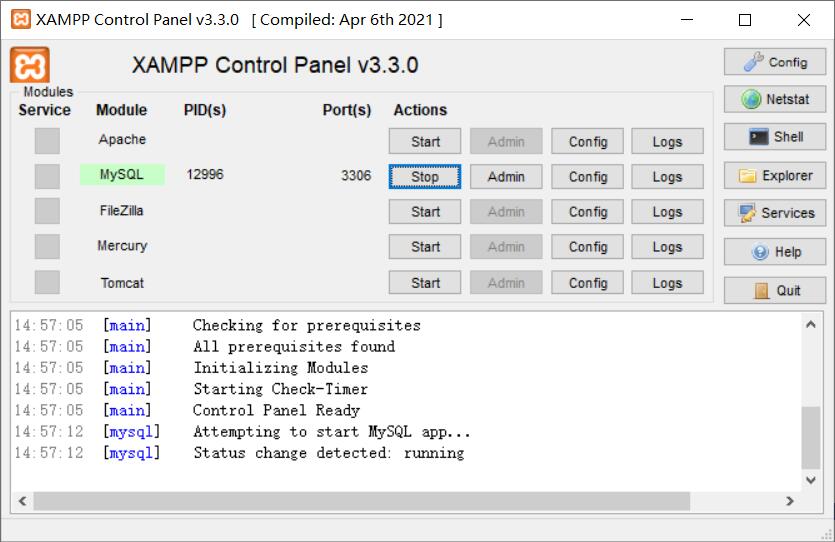 XAMPP Control Panel v3.3.0 [ Compiled: Apr 6th 2021 ]
XAMPP Control Panel v3.3.0
Config
Modules
Service Module PID(s) Port(s) Actions
Netstat
Apache Start Admin Config Logs
Shell
MySQL 12996 3306 Stop Admin Config Logs
Explorer
FileZilla Start Admin Config Logs
Services
Mercury Start Admin Config Logs
Help
Tomcat Start Admin Config Logs
Quit
14:57:05 [main] Checking for prerequisites
14:57:05 [main] All prerequisites found
14:57:05 [main] Initializing Modules
14:57:05 [main] Starting Check-Timer
14:57:05 [main] Control Panel Ready
14:57:12 [mysql] Attempting to start MySQL app...
14:57:12 [mysql] Status change detected: running